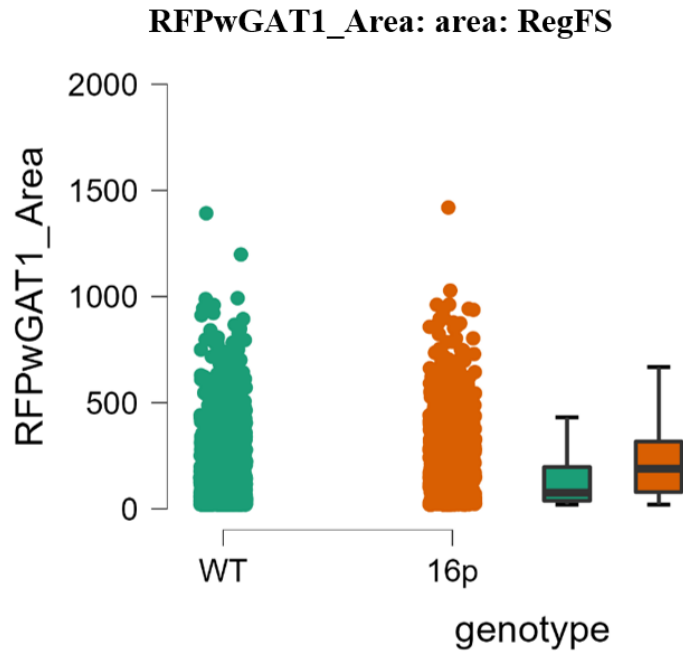 RFPwGAT1_Area: area: RegFS
2000
1500
1000
500
0
RFPwGAT1_Area
WT
16p
genotype